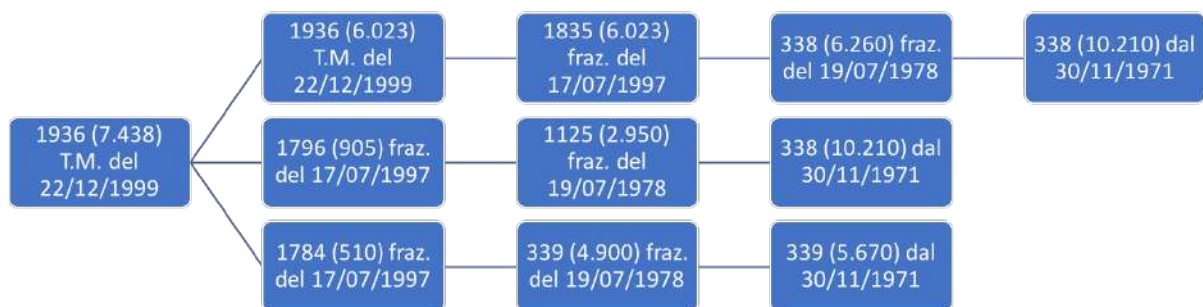 1936 (7.438)
T.M. del
22/12/1999
1936 (6.023)
T.M. del
22/12/1999
1835 (6.023)
fraz. del
17/07/1997
338 (6.260) fraz.
del 19/07/1978
338 (10.210) dal
30/11/1971
1796 (905) fraz.
del 17/07/1997
1125 (2.950)
fraz. del
19/07/1978
338 (10.210) dal
30/11/1971
1784 (510) fraz.
del 17/07/1997
339 (4.900) fraz.
del 19/07/1978
339 (5.670) dal
30/11/1971